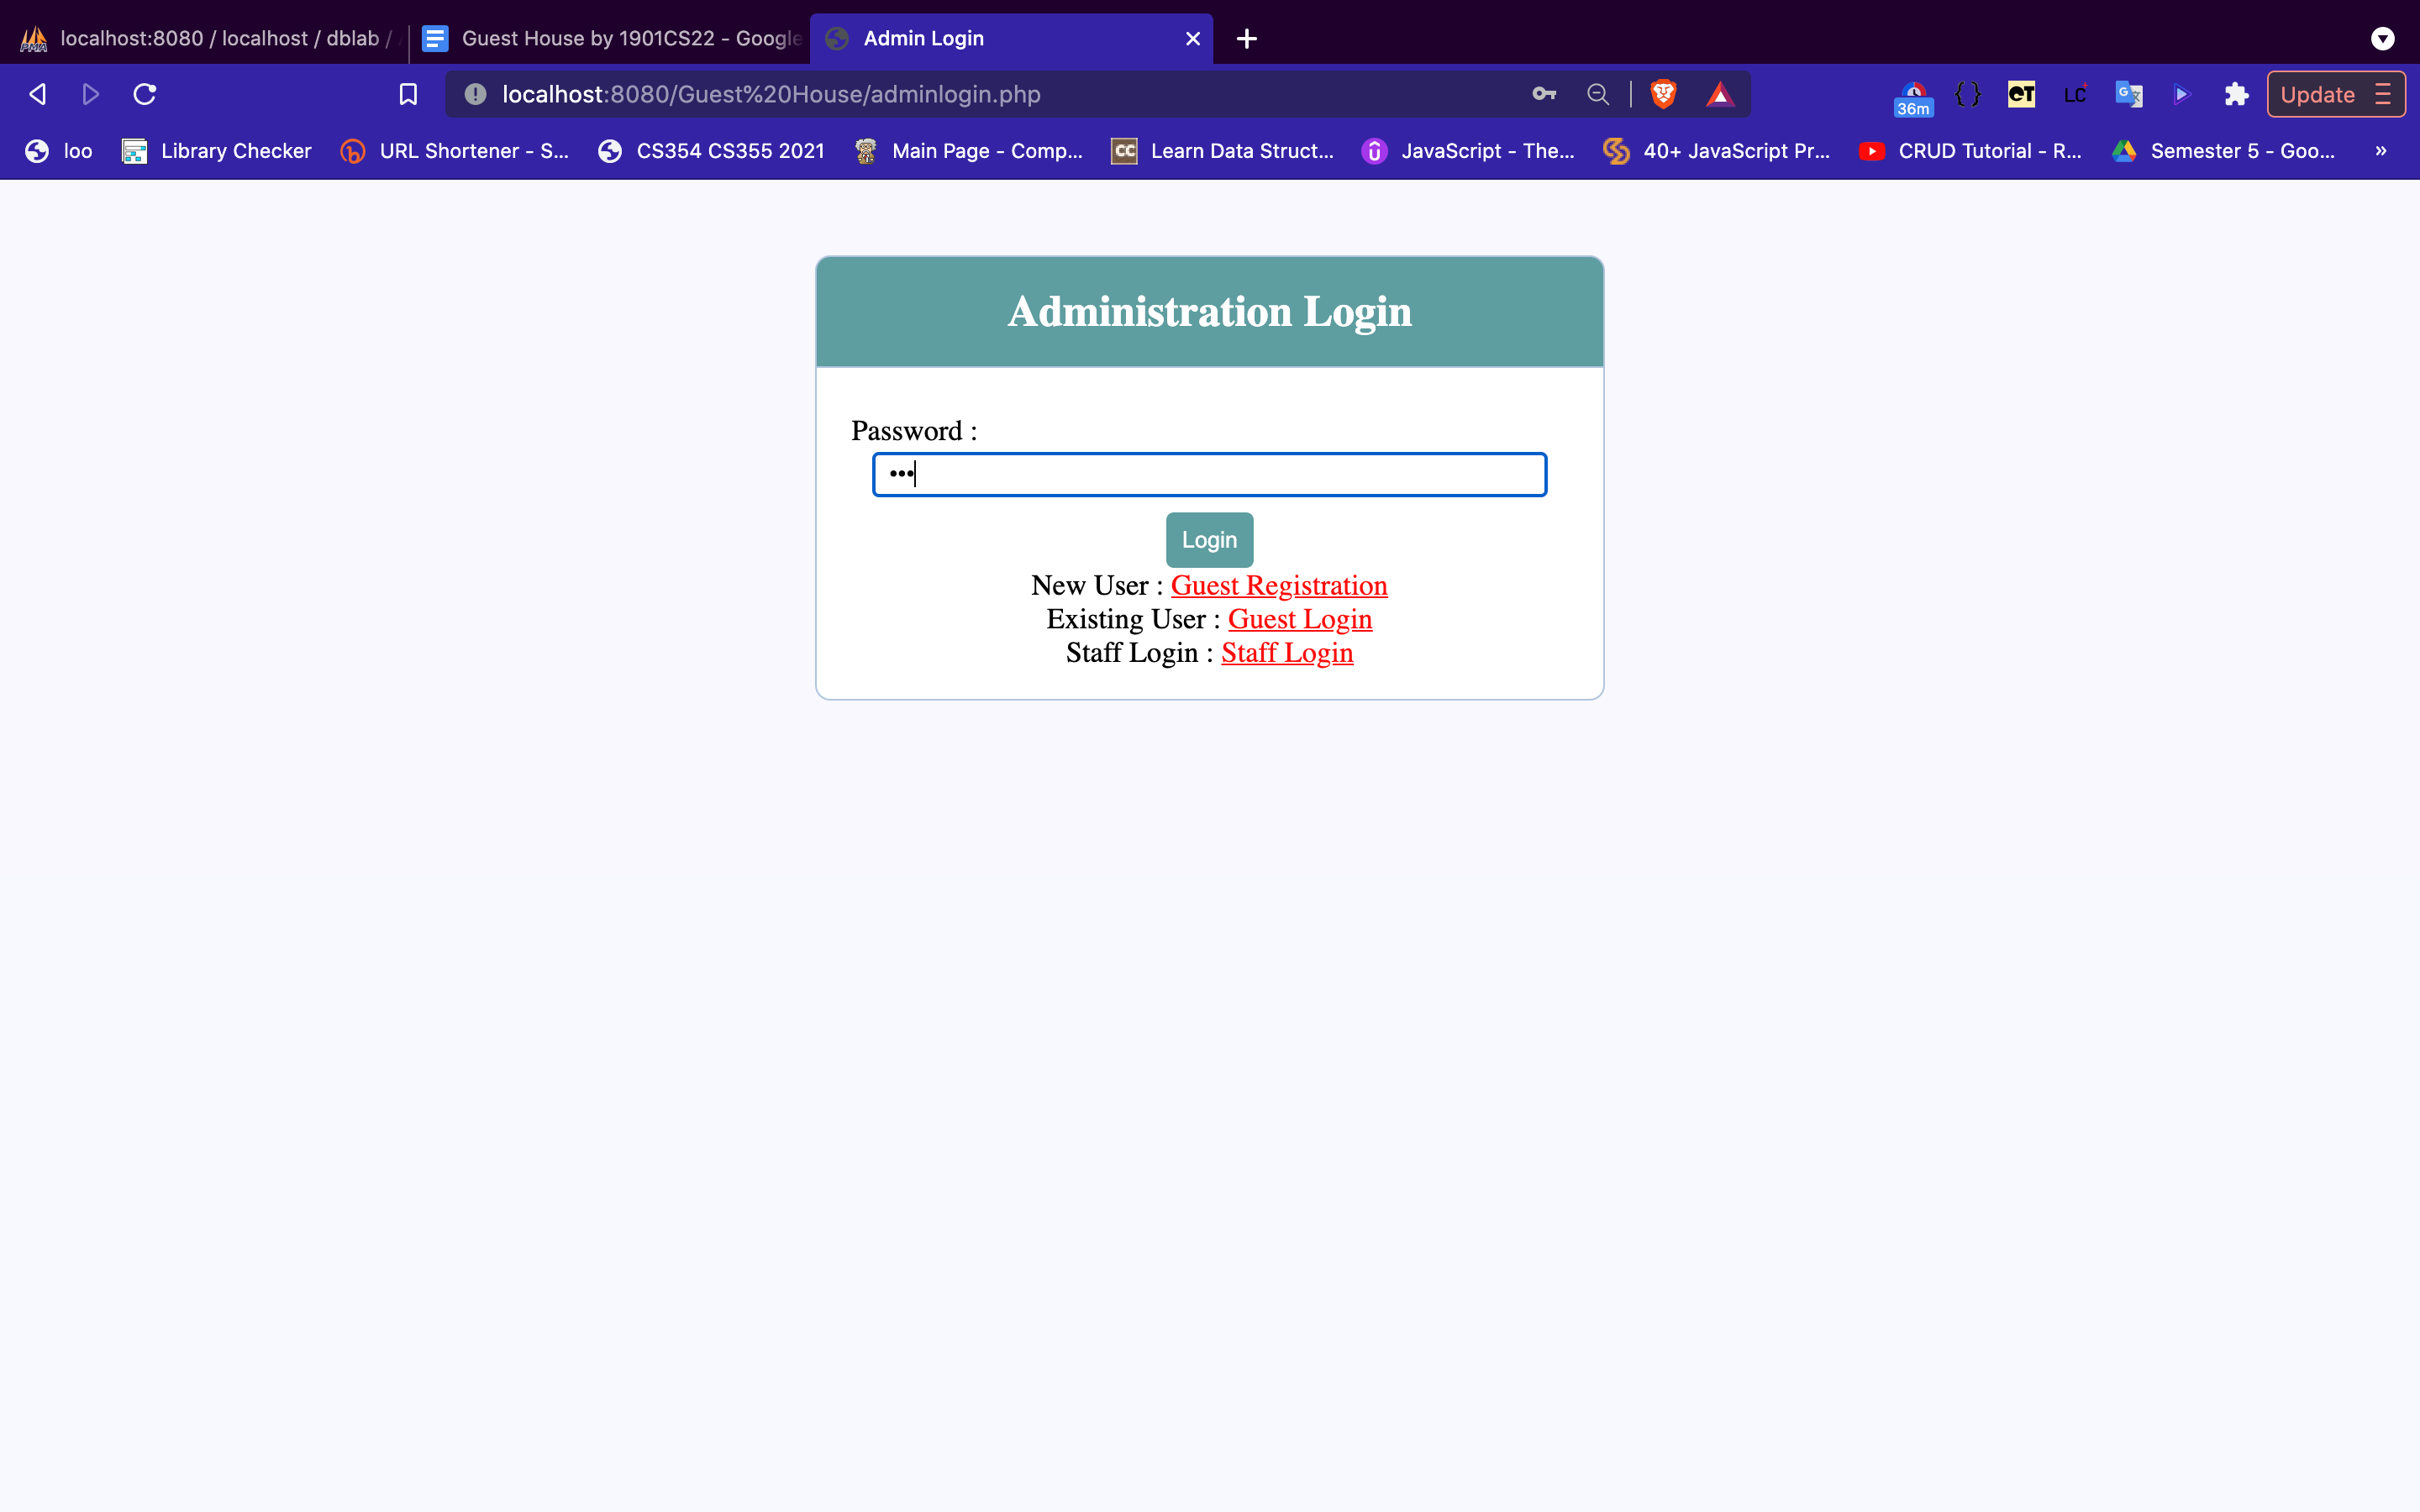 localhost:8080 / localhost / dblab /
Guest House by 1901CS22 - Google
Admin Login
localhost:8080/Guest%20House/adminlogin.php
36m
CT
LC
Update
loo
Library Checker
URL Shortener - S...
CS354 CS355 2021
Main Page - Comp...
CC
Learn Data Struct...
JavaScript - The...
40+ JavaScript Pr...
CRUD Tutorial - R...
Semester 5 - Goo...
»
Administration Login
Password :
•••
Login
New User : Guest Registration
Existing User : Guest Login
Staff Login : Staff Login